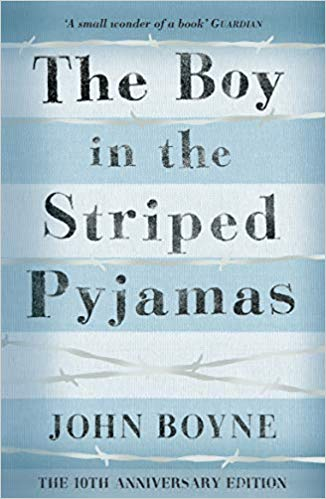 ‘A small wonder of a book’ GUARDIAN
The Boy
in the
Striped
Pyjamas
JOHN BOYNE
THE 10TH ANNIVERSARY EDITION